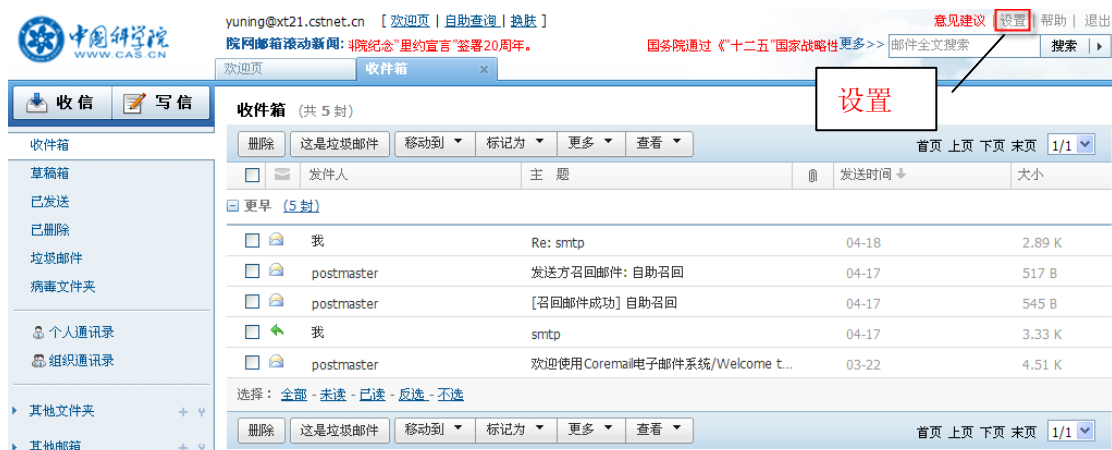 中国科学院
WWW.CAS.CN
yuning@xt21.cstnet.cn [ 欢迎页 | 自助查询 | 换肤 ]
意见建议 | 设置 | 帮助 | 退出
院网邮箱滚动新闻: 院纪念“里约宣言”签署20周年。 国务院通过《“十二五”国家战略性 更多>> 邮件全文搜索 搜索
欢迎页 收件箱 ×
设置
收信 写信
收件箱 (共 5 封)
删除 这是垃圾邮件 移动到 标记为 更多 查看 首页 上页 下页 末页 1/1
发件人 主 题 发送时间 大小
更早 (5 封)
我 Re: smtp 04-18 2.89 K
postmaster 发送方召回邮件: 自助召回 04-17 517 B
postmaster [召回邮件成功] 自助召回 04-17 545 B
我 smtp 04-17 3.33 K
postmaster 欢迎使用Coremail电子邮件系统/Welcome t... 03-22 4.51 K
选择： 全部 - 未读 - 已读 - 反选 - 不选
删除 这是垃圾邮件 移动到 标记为 更多 查看 首页 上页 下页 末页 1/1
收件箱
草稿箱
已发送
已删除
垃圾邮件
病毒文件夹
个人通讯录
组织通讯录
其他文件夹
其他邮箱